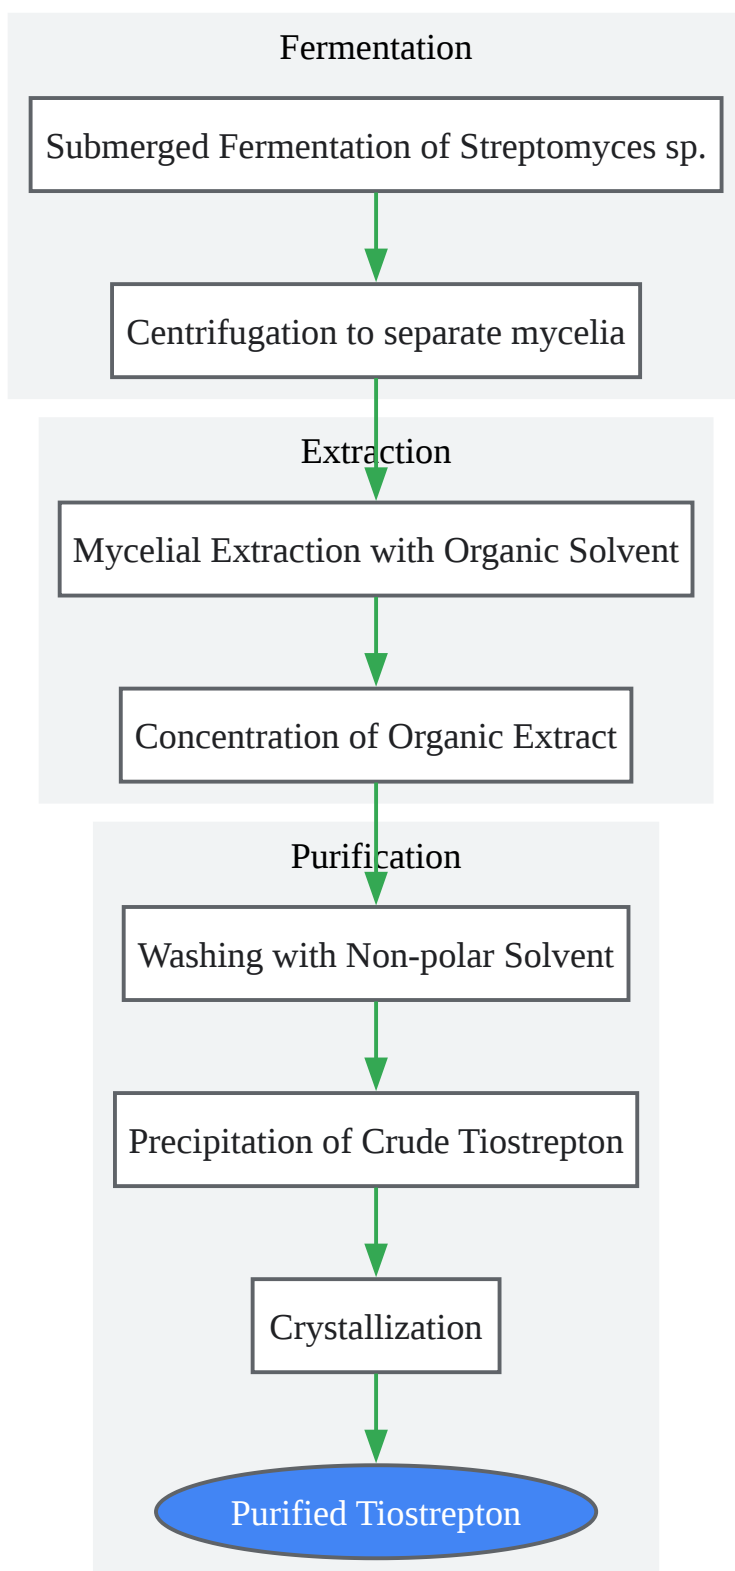 Fermentation
Submerged Fermentation of Streptomyces sp.
Centrifugation to separate mycelia
Extraction
Mycelial Extraction with Organic Solvent
Concentration of Organic Extract
Purification
Washing with Non-polar Solvent
Precipitation of Crude Tiostrepton
Crystallization
Purified Tiostrepton